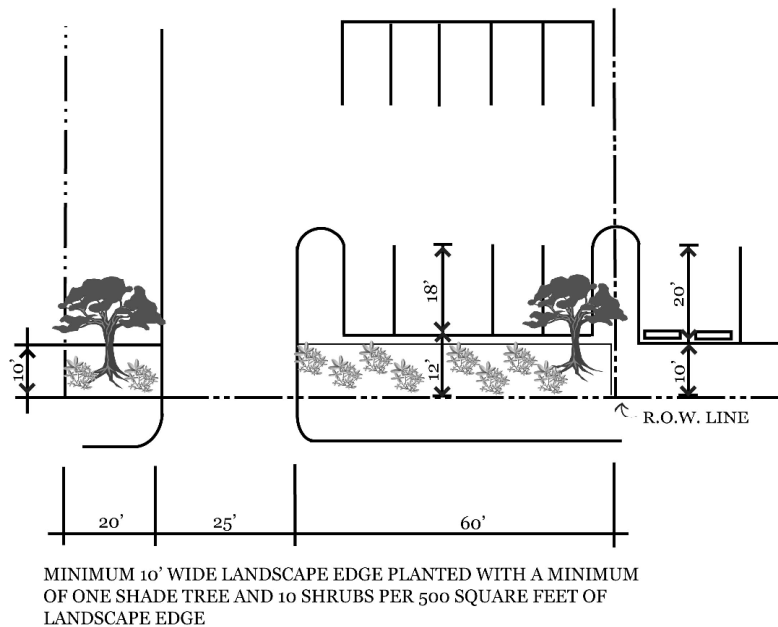 18’
20’
10’
12’
10’
R.O.W. LINE
20’
25’
60’
MINIMUM 10’ WIDE LANDSCAPE EDGE PLANTED WITH A MINIMUM
OF ONE SHADE TREE AND 10 SHRUBS PER 500 SQUARE FEET OF
LANDSCAPE EDGE